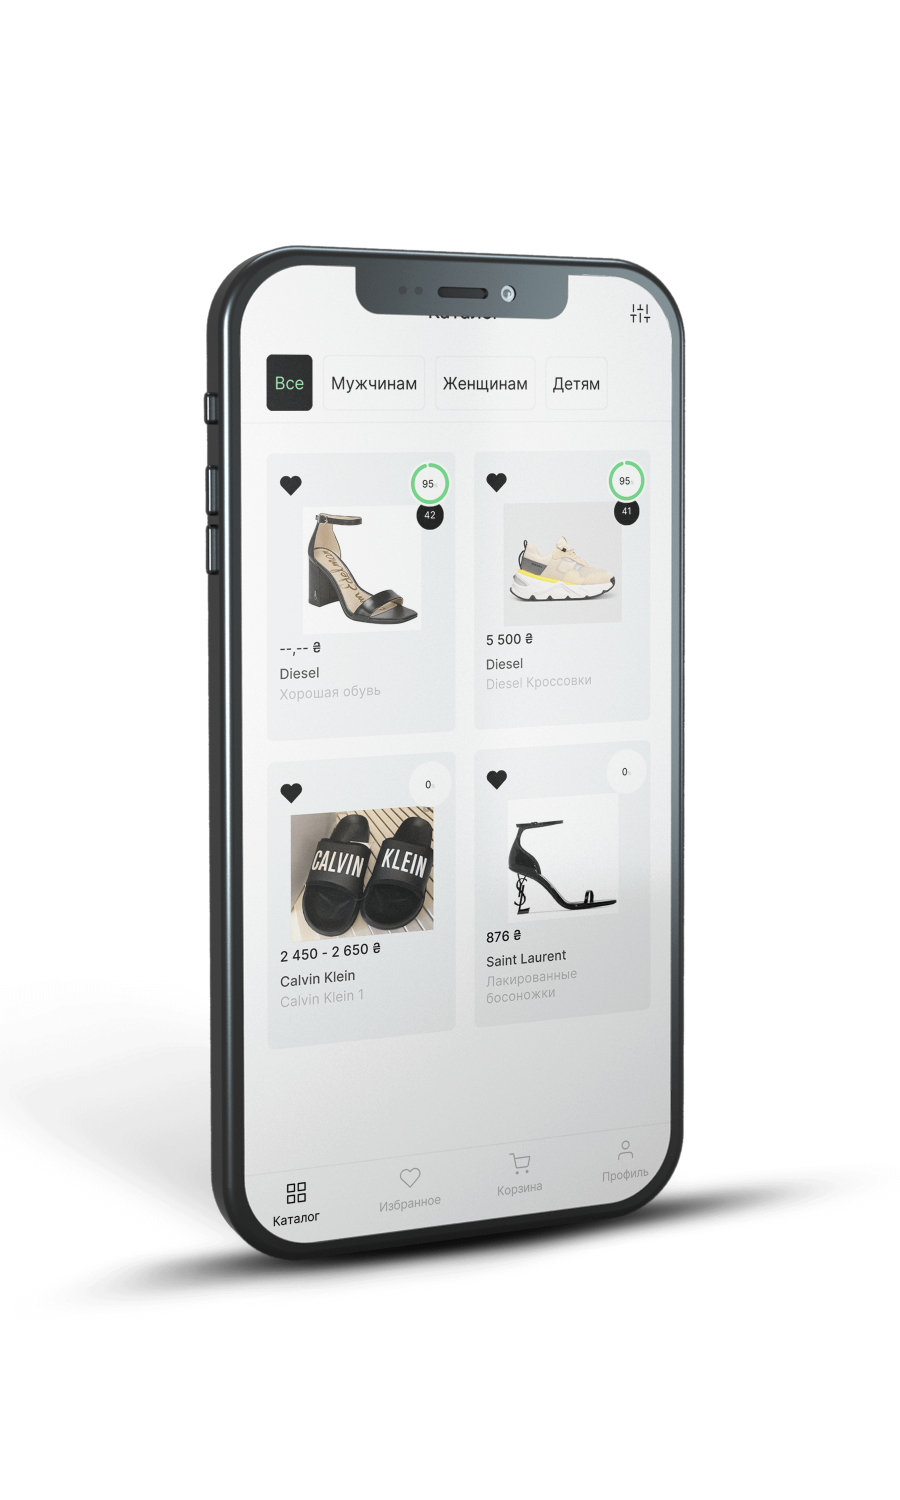 Каталог
Все
Мужчинам
Женщинам
Детям
95
42
--,-- ₴
Diesel
Хорошая обувь
95
41
5 500 ₴
Diesel
Diesel Кроссовки
0
CALVIN KLEIN
2 450 - 2 650 ₴
Calvin Klein
Calvin Klein 1
0
YSL
876 ₴
Saint Laurent
Лакированные
босоножки
Каталог
Избранное
Корзина
Профиль